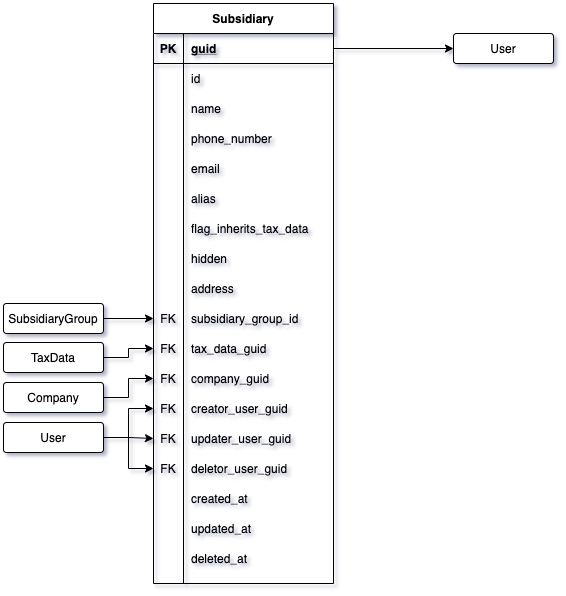 Subsidiary
PK guid
User
id
name
phone_number
email
alias
flag_inherits_tax_data
hidden
address
SubsidiaryGroup
FK subsidiary_group_id
TaxData
FK tax_data_guid
Company
FK company_guid
User
FK creator_user_guid
FK updater_user_guid
FK deletor_user_guid
created_at
updated_at
deleted_at